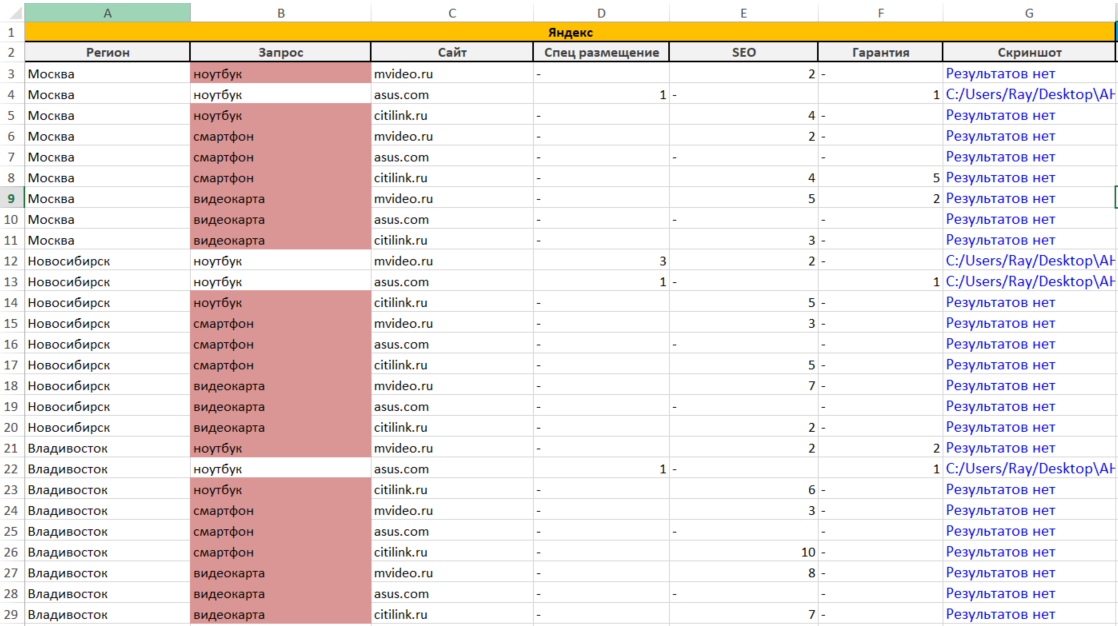 A B C D E F G
1 Яндекс
2 Регион Запрос Сайт Спец размещение SEO Гарантия Скриншот
3 Москва ноутбук mvideo.ru - 2 - Результатов нет
4 Москва ноутбук asus.com 1 - 1 C:/Users/Ray/Desktop\АН
5 Москва ноутбук citilink.ru - 4 - Результатов нет
6 Москва смартфон mvideo.ru - 2 - Результатов нет
7 Москва смартфон asus.com - - - Результатов нет
8 Москва смартфон citilink.ru - 4 5 Результатов нет
9 Москва видеокарта mvideo.ru - 5 2 Результатов нет
10 Москва видеокарта asus.com - - - Результатов нет
11 Москва видеокарта citilink.ru - 3 - Результатов нет
12 Новосибирск ноутбук mvideo.ru 3 2 - C:/Users/Ray/Desktop\АН
13 Новосибирск ноутбук asus.com 1 - 1 C:/Users/Ray/Desktop\АН
14 Новосибирск ноутбук citilink.ru - 5 - Результатов нет
15 Новосибирск смартфон mvideo.ru - 3 - Результатов нет
16 Новосибирск смартфон asus.com - - - Результатов нет
17 Новосибирск смартфон citilink.ru - 5 - Результатов нет
18 Новосибирск видеокарта mvideo.ru - 7 - Результатов нет
19 Новосибирск видеокарта asus.com - - - Результатов нет
20 Новосибирск видеокарта citilink.ru - 2 - Результатов нет
21 Владивосток ноутбук mvideo.ru - 2 2 Результатов нет
22 Владивосток ноутбук asus.com 1 - 1 C:/Users/Ray/Desktop\АН
23 Владивосток ноутбук citilink.ru - 6 - Результатов нет
24 Владивосток смартфон mvideo.ru - 3 - Результатов нет
25 Владивосток смартфон asus.com - - - Результатов нет
26 Владивосток смартфон citilink.ru - 10 - Результатов нет
27 Владивосток видеокарта mvideo.ru - 8 - Результатов нет
28 Владивосток видеокарта asus.com - - - Результатов нет
29 Владивосток видеокарта citilink.ru - 7 - Результатов нет